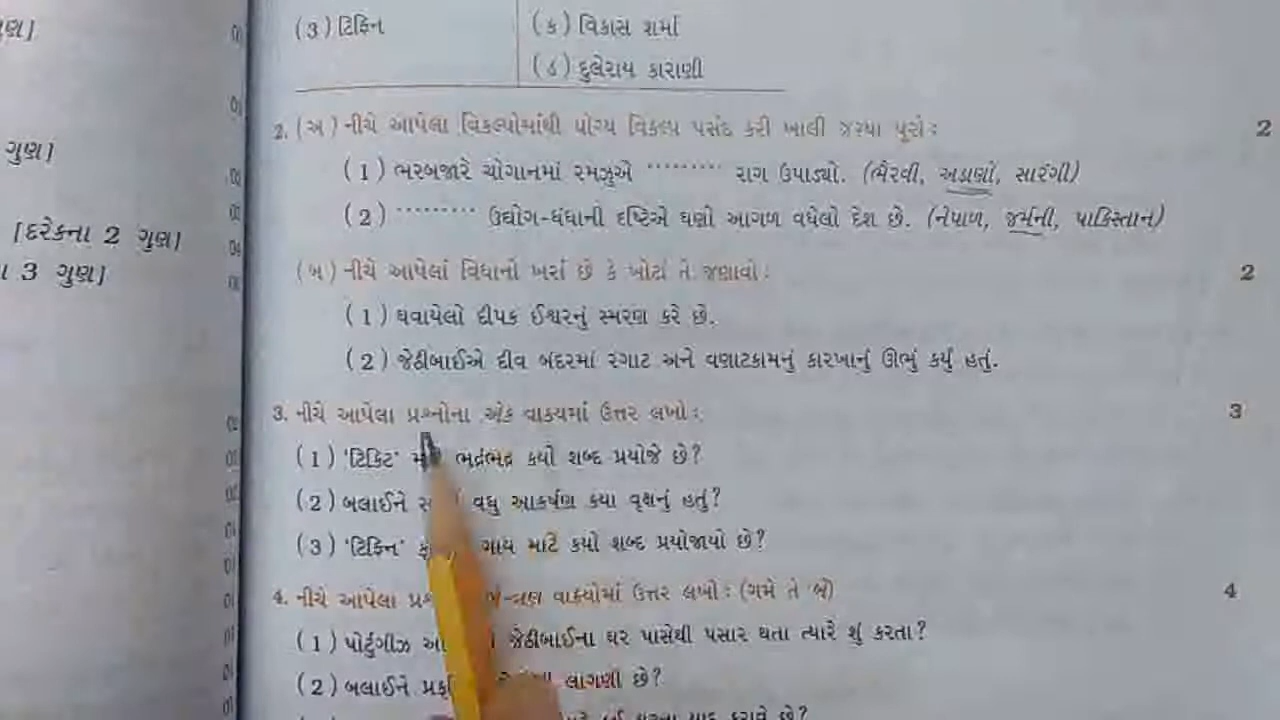 ગુણ]
ગુણ]
[દરેકના 2 ગુણ]
3 ગુણ]
(3) ટિફિન
(ક) વિકાસ શર્મા
(ડ) દુલેરાય કારાણી
2. (અ) નીચે આપેલા વિકલ્પોમાંથી યોગ્ય વિકલ્પ પસંદ કરી ખાલી જગ્યા પૂરો : 2
(1) ભરબજારે ચોગાનમાં રમઝુએ ········· રાગ ઉપાડ્યો. (ભૈરવી, અડાણો, સારંગી)
(2) ········· ઉદ્યોગ-ધંધાની દૃષ્ટિએ ઘણો આગળ વધેલો દેશ છે. (નેપાળ, જર્મની, પાકિસ્તાન)
(બ) નીચે આપેલાં વિધાનો ખરાં છે કે ખોટાં તે જણાવો : 2
(1) ઘવાયેલો દીપક ઈશ્વરનું સ્મરણ કરે છે.
(2) જેઠીબાઈએ દીવ બંદરમાં રંગાટ અને વણાટકામનું કારખાનું ઊભું કર્યું હતું.
3. નીચે આપેલા પ્રશ્નોના એક વાક્યમાં ઉત્તર લખો : 3
(1) 'ટિકિટ' ભદ્રંભદ્ર કયો શબ્દ પ્રયોજે છે?
(2) બલાઈને વધુ આકર્ષણ કયા વૃક્ષનું હતું?
(3) 'ટિફિન' ગાય માટે કયો શબ્દ પ્રયોજાયો છે?
4. નીચે આપેલા વાક્યોમાં ઉત્તર લખો : (ગમે તે બે) 4
(1) પોર્ટુગીઝ જેઠીબાઈના ઘર પાસેથી પસાર થતા ત્યારે શું કરતા?
(2) બલાઈને લાગણી છે?